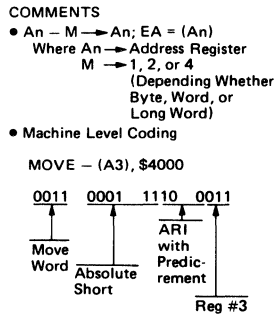 COMMENTS
• An – M → An; EA = (An)
Where An → Address Register
M → 1, 2, or 4
(Depending Whether
Byte, Word, or
Long Word)
• Machine Level Coding
MOVE – (A3), $4000
0011 0001 1110 0011
Move
Word
Absolute
Short
ARI
with
Predic-
rement
Reg #3